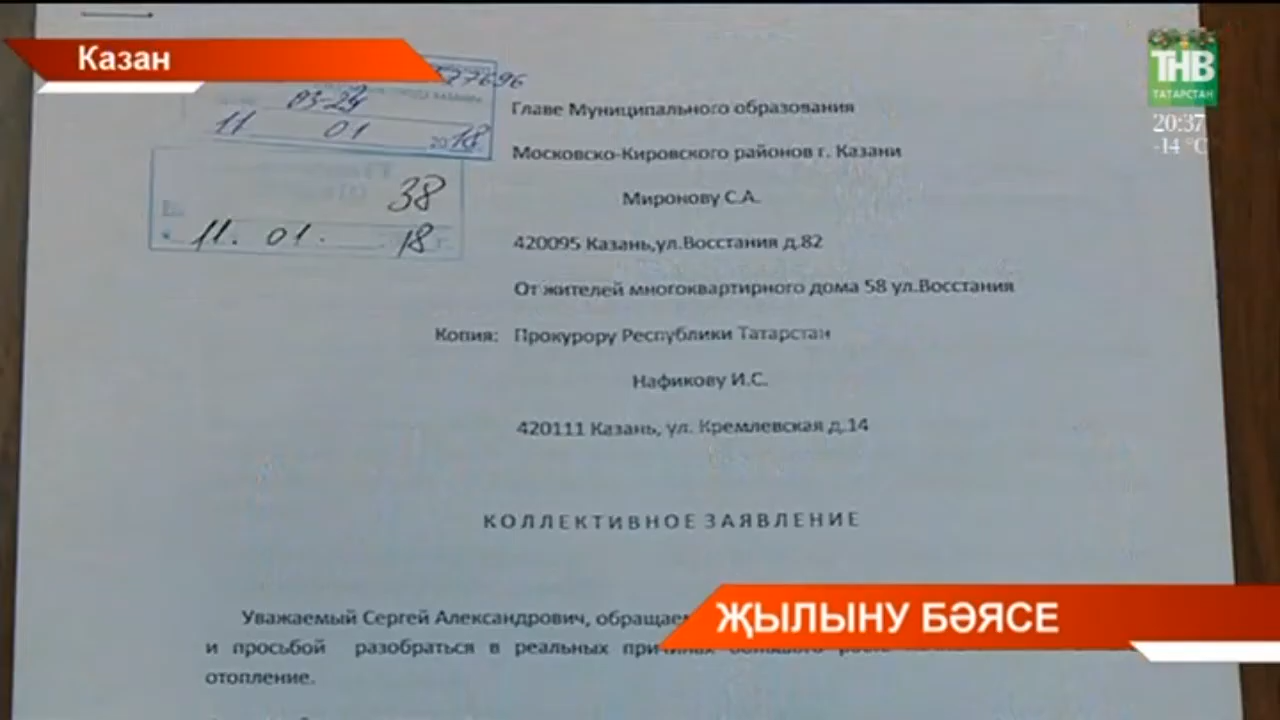 Казан
ТНВ
ТАТАРСТАН
20:37
-14 °C
03-24
11 01 2018
38
11. 01. 18 г.
Главе Муниципального образования
Московско-Кировского районов г. Казани
Миронову С.А.
420095 Казань,ул.Восстания д.82
От жителей многоквартирного дома 58 ул.Восстания
Копия: Прокурору Республики Татарстан
Нафикову И.С.
420111 Казань, ул. Кремлевская д.14
КОЛЛЕКТИВНОЕ ЗАЯВЛЕНИЕ
Уважаемый Сергей Александрович, обращаем
и просьбой разобраться в реальных причинах
отопление.
ҖЫЛЫНУ БӘЯСЕ